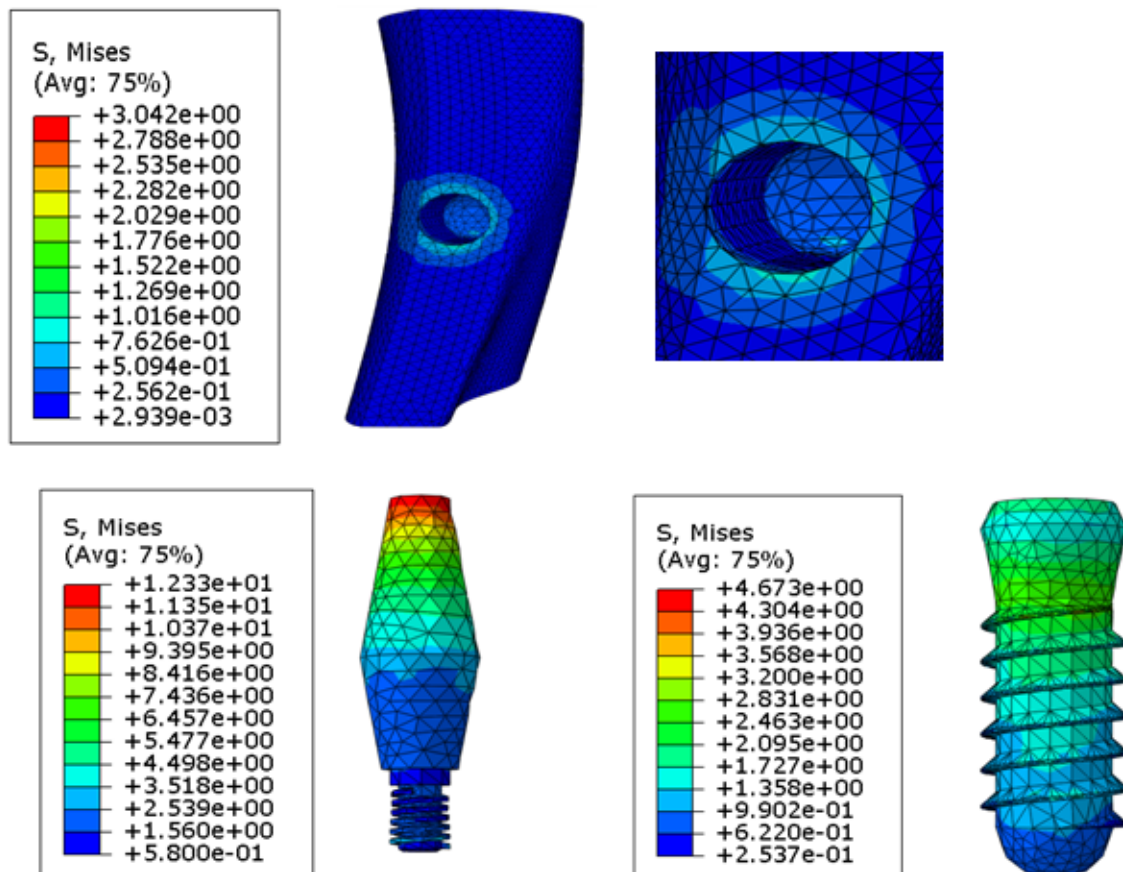 S, Mises
(Avg: 75%)
+3.042e+00
+2.788e+00
+2.535e+00
+2.282e+00
+2.029e+00
+1.776e+00
+1.522e+00
+1.269e+00
+1.016e+00
+7.626e-01
+5.094e-01
+2.562e-01
+2.939e-03
S, Mises
(Avg: 75%)
+1.233e+01
+1.135e+01
+1.037e+01
+9.395e+00
+8.416e+00
+7.436e+00
+6.457e+00
+5.477e+00
+4.498e+00
+3.518e+00
+2.539e+00
+1.560e+00
+5.800e-01
S, Mises
(Avg: 75%)
+4.673e+00
+4.304e+00
+3.936e+00
+3.568e+00
+3.200e+00
+2.831e+00
+2.463e+00
+2.095e+00
+1.727e+00
+1.358e+00
+9.902e-01
+6.220e-01
+2.537e-01